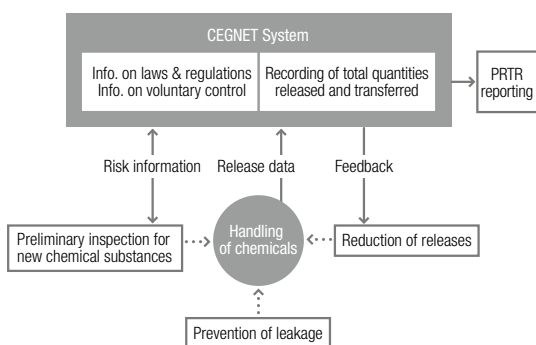 CEGNET System
Info. on laws & regulations
Info. on voluntary control
Recording of total quantities
released and transferred
PRTR
reporting
Risk information
Release data
Feedback
Preliminary inspection for
new chemical substances
Handling
of chemicals
Reduction of releases
Prevention of leakage